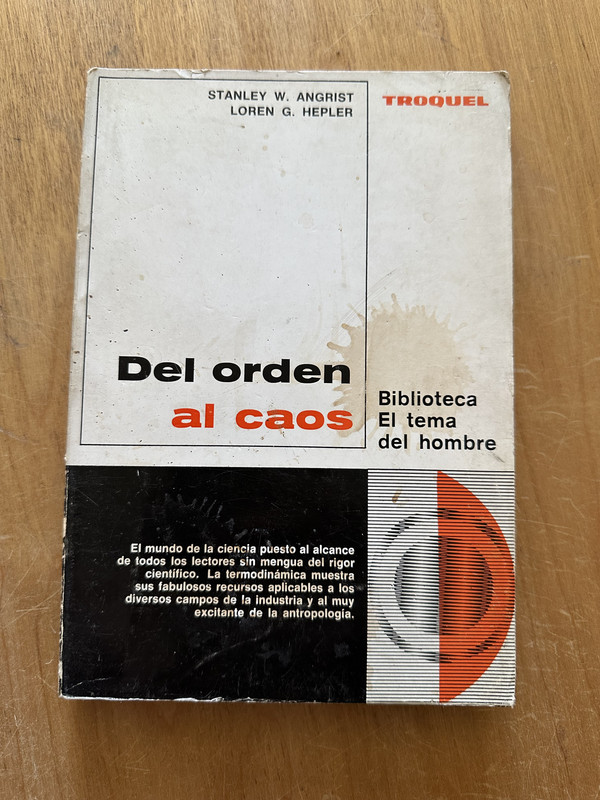 STANLEY W. ANGRIST
LOREN G. HEPLER
TROQUEL
Del orden
al caos
Biblioteca
El tema
del hombre
El mundo de la ciencia puesto al alcance
de todos los lectores sin mengua del rigor
científico. La termodinámica muestra
sus fabulosos recursos aplicables a los
diversos campos de la industria y al muy
excitante de la antropología.